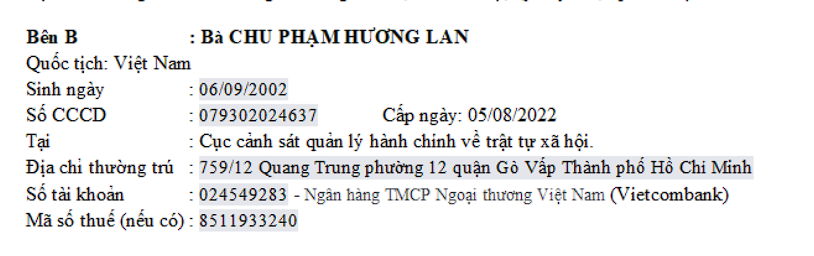 Bên B : Bà CHU PHẠM HƯƠNG LAN
Quốc tịch: Việt Nam
Sinh ngày : 06/09/2002
Số CCCD : 079302024637 Cấp ngày: 05/08/2022
Tại : Cục cảnh sát quản lý hành chính về trật tự xã hội.
Địa chỉ thường trú : 759/12 Quang Trung phường 12 quận Gò Vấp Thành phố Hồ Chí Minh
Số tài khoản : 024549283 - Ngân hàng TMCP Ngoại thương Việt Nam (Vietcombank)
Mã số thuế (nếu có) : 8511933240